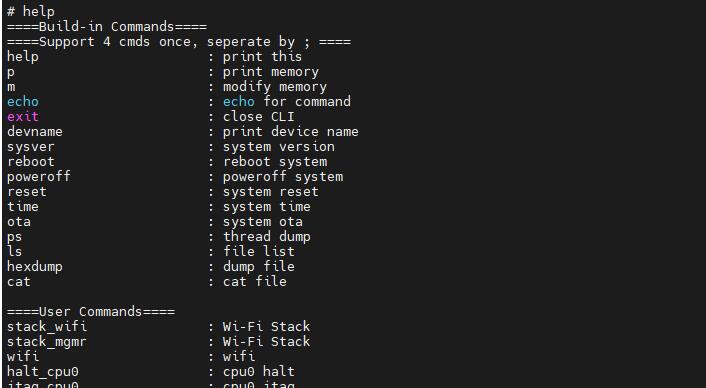 # help
====Build-in Commands====
====Support 4 cmds once, seperate by ; ====
help : print this
p : print memory
m : modify memory
echo : echo for command
exit : close CLI
devname : print device name
sysver : system version
reboot : reboot system
poweroff : poweroff system
reset : system reset
time : system time
ota : system ota
ps : thread dump
ls : file list
hexdump : dump file
cat : cat file
====User Commands====
stack_wifi : Wi-Fi Stack
stack_mgmr : Wi-Fi Stack
wifi : wifi
halt_cpu0 : cpu0 halt
jtag_cpu0 : cpu0 jtag